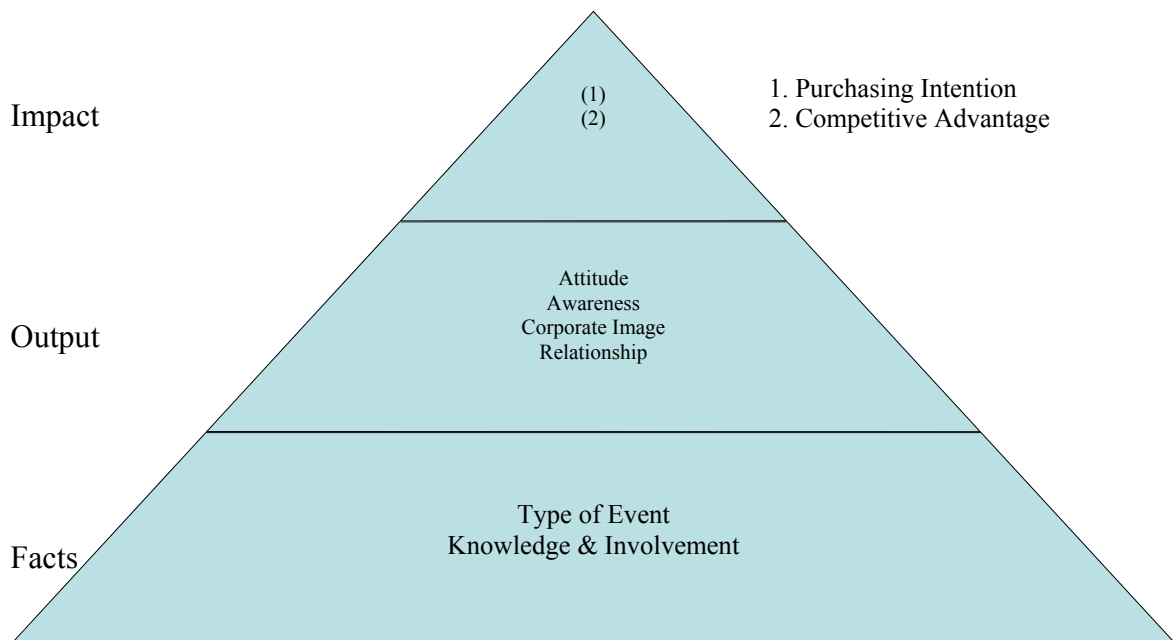 Impact
(1)
(2)
1. Purchasing Intention
2. Competitive Advantage
Output
Attitude
Awareness
Corporate Image
Relationship
Facts
Type of Event
Knowledge & Involvement